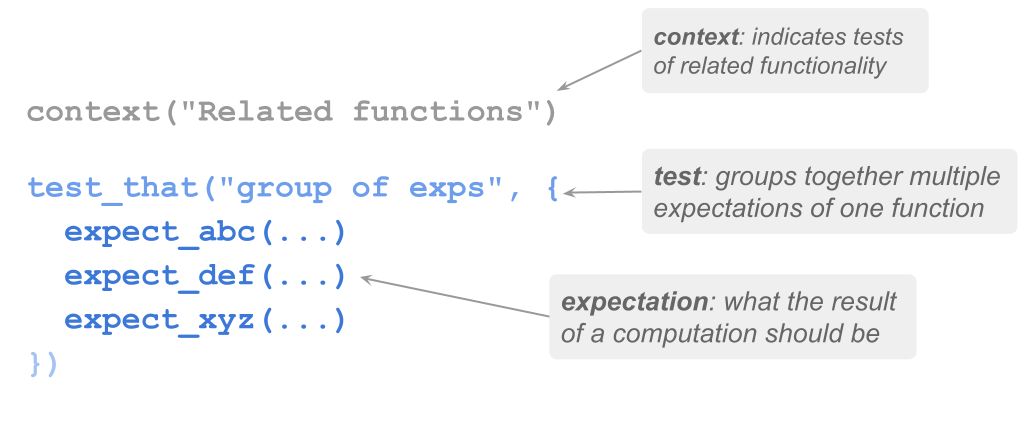 context: indicates tests
of related functionality
context("Related functions")
test_that("group of exps", {
test: groups together multiple
expectations of one function
expect_abc(...)
expect_def(...)
expect_xyz(...)
expectation: what the result
of a computation should be
})